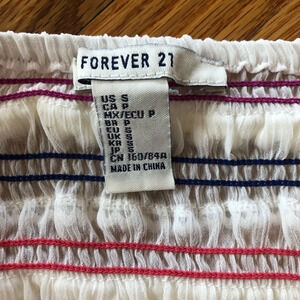 FOREVER 21
US S
CA P
MX/ECU P
BR P
EU S
UK S
KR S
JP S
CN 160/84A
MADE IN CHINA